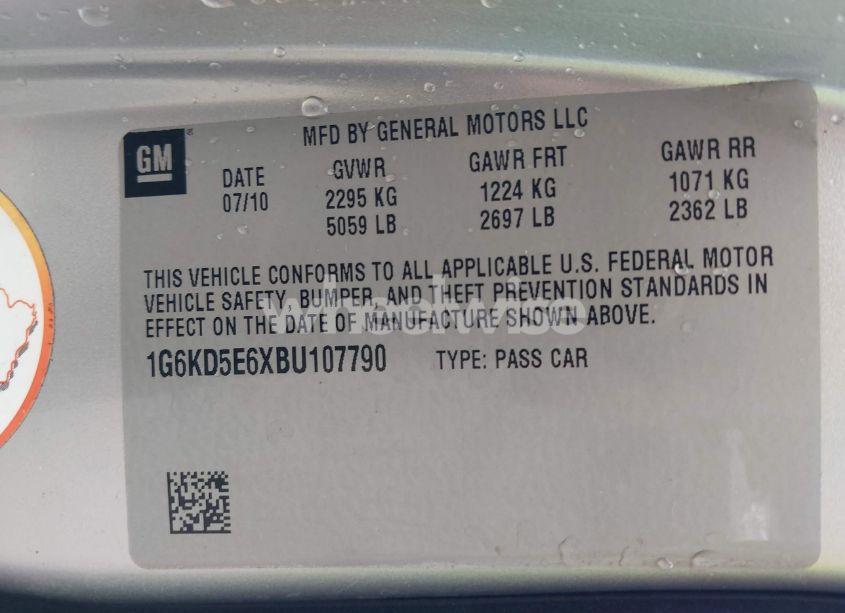 MFD BY GENERAL MOTORS LLC
GM
DATE GVWR GAWR FRT GAWR RR
07/10 2295 KG 1224 KG 1071 KG
5059 LB 2697 LB 2362 LB
THIS VEHICLE CONFORMS TO ALL APPLICABLE U.S. FEDERAL MOTOR
VEHICLE SAFETY, BUMPER, AND THEFT PREVENTION STANDARDS IN
EFFECT ON THE DATE OF MANUFACTURE SHOWN ABOVE.
wheelwise
1G6KD5E6XBU107790 TYPE: PASS CAR